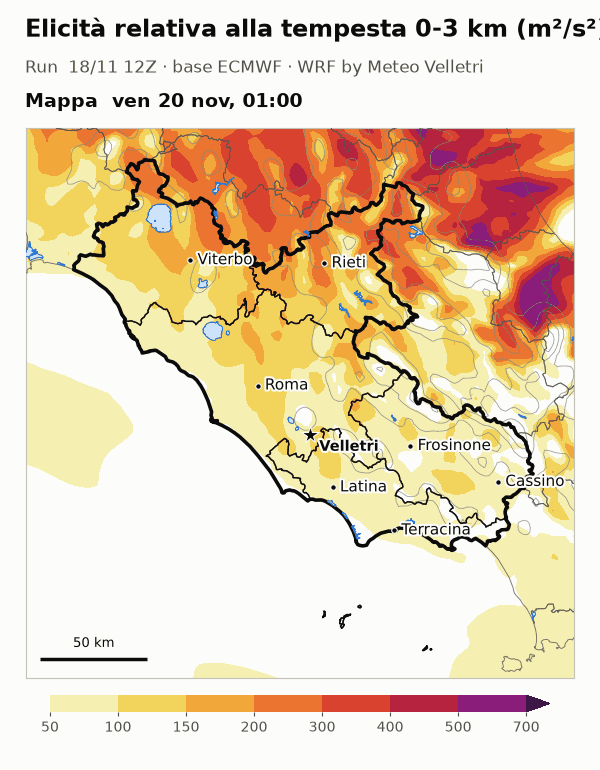 Elicità relativa alla tempesta 0-3 km (m²/s²)
Run 18/11 12Z · base ECMWF · WRF by Meteo Velletri
Mappa ven 20 nov, 01:00
Viterbo
Rieti
Roma
Velletri
Frosinone
Latina
Cassino
Terracina
50 km
50 100 150 200 300 400 500 700